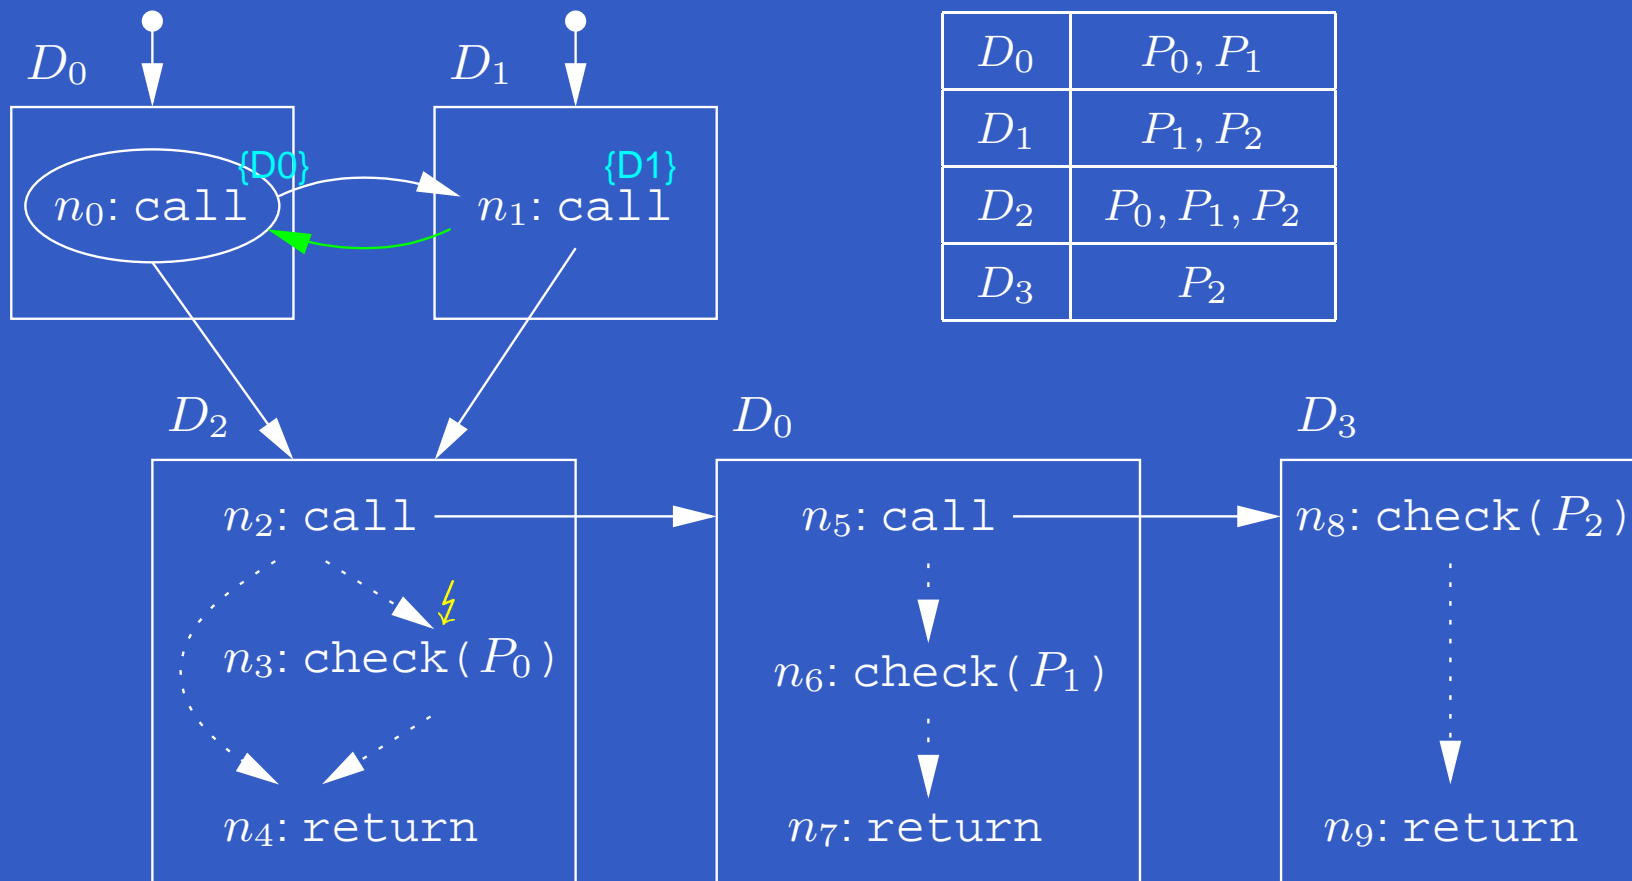 D0
D1
{D0}
{D1}
n0: call
n1: call
D0 P0, P1
D1 P1, P2
D2 P0, P1, P2
D3 P2
D2
D0
D3
n2: call
n3: check(P0)
n4: return
n5: call
n6: check(P1)
n7: return
n8: check(P2)
n9: return